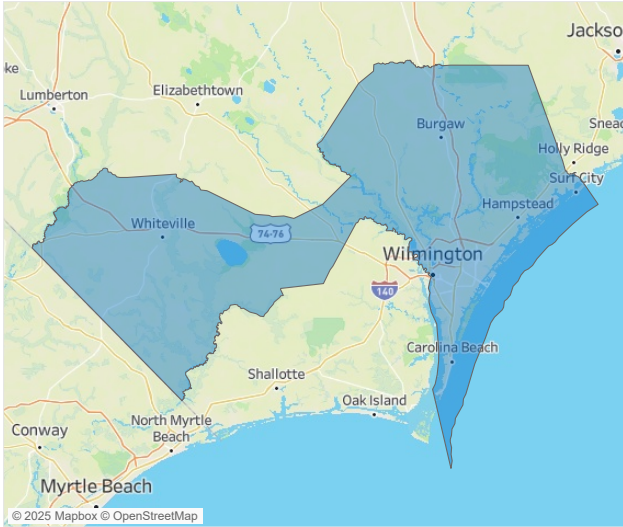 Jackso
ke
Lumberton
Elizabethtown
Burgaw
Snea
Holly Ridge
Surf City
Hampstead
Whiteville
74-76
Wilmington
140
Carolina Beach
Shallotte
Oak Island
North Myrtle
Beach
Conway
Myrtle Beach
© 2025 Mapbox © OpenStreetMap